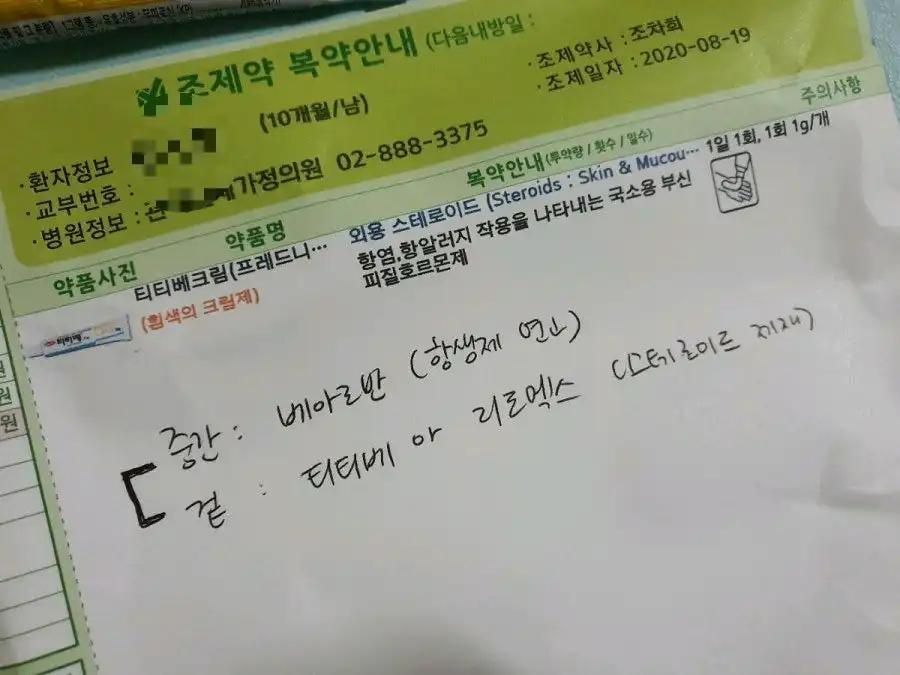 조제약 복약안내 (다음내방일 :
· 조제약사 : 조차희
· 조제일자 : 2020-08-19
· 환자정보 (10개월/남)
· 교부번호 :
· 병원정보 : 가정의원 02-888-3375
약품사진 약품명 복약안내(투약량 / 횟수 / 일수) 주의사항
티티베크림(프레드니···
(흰색의 크림제)
외용 스테로이드 (Steroids : Skin & Mucou··· 1일 1회, 1회 1g/개
항염,항알러지 작용을 나타내는 국소용 부신
피질호르몬제
중간 : 베아로반 (항생제 연고)
겉 : 티티베 아 리도멕스 (스테로이드 제재)
원
원